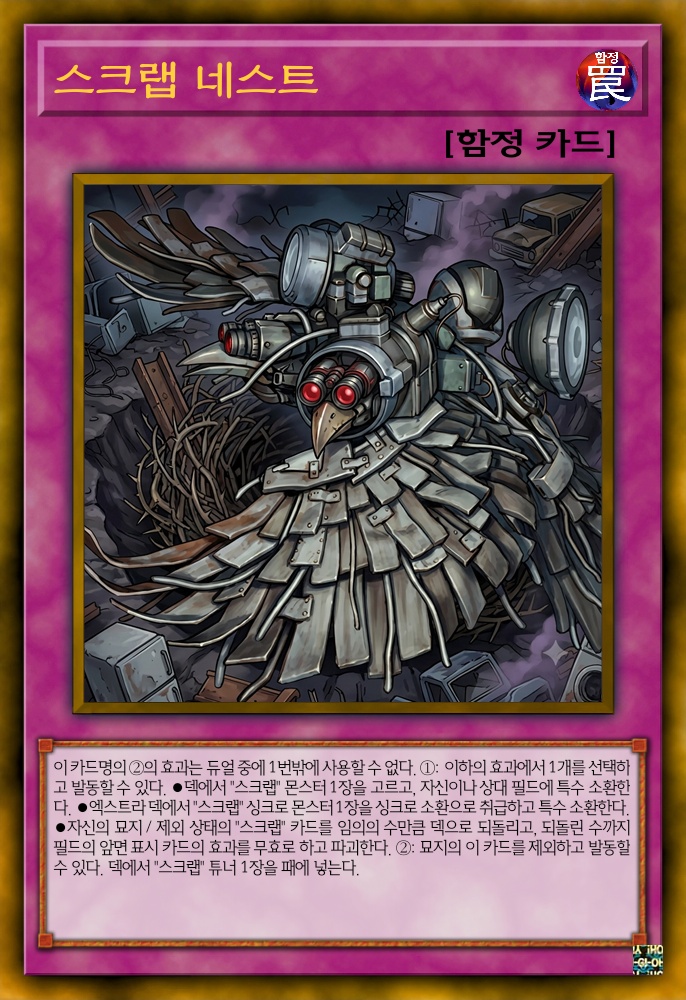 스크랩 네스트
함정
罠
[함정 카드]
이 카드명의 ②의 효과는 듀얼 중에 1번밖에 사용할 수 없다. ①: 이하의 효과에서 1개를 선택하
고 발동할 수 있다. ●덱에서 "스크랩" 몬스터 1장을 고르고, 자신이나 상대 필드에 특수 소환한
다. ●엑스트라 덱에서 "스크랩" 싱크로 몬스터 1장을 싱크로 소환으로 취급하고 특수 소환한다.
●자신의 묘지 / 제외 상태의 "스크랩" 카드를 임의의 수만큼 덱으로 되돌리고, 되돌린 수까지
필드의 앞면 표시 카드의 효과를 무효로 하고 파괴한다. ②: 묘지의 이 카드를 제외하고 발동할
수 있다. 덱에서 "스크랩" 튜너 1장을 패에 넣는다.